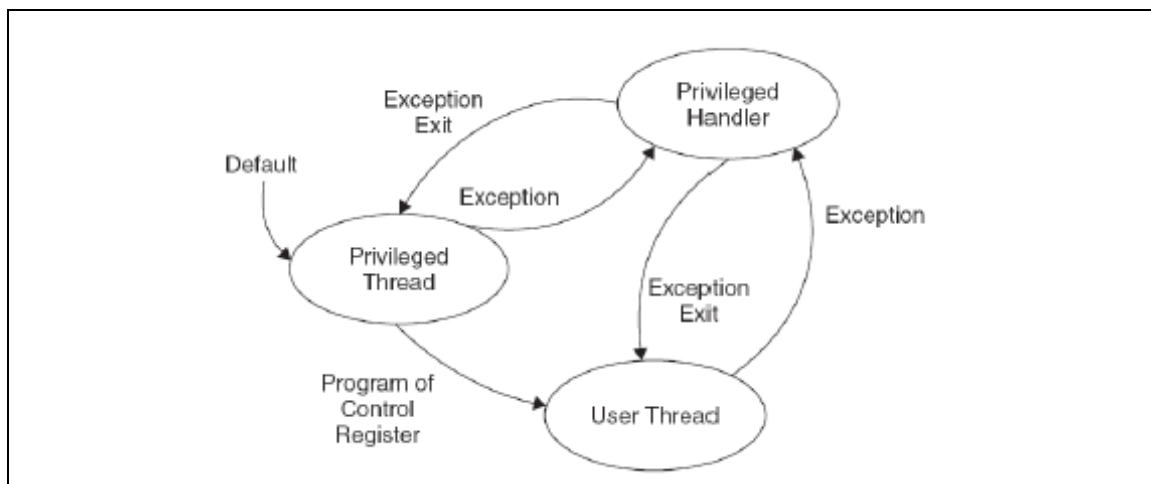 Privileged
Handler
Exception
Exit
Default
Exception
Exception
Privileged
Thread
Exception
Exit
Program of
Control
Register
User Thread